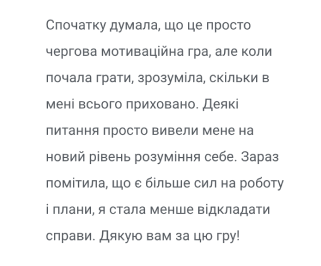 Спочатку думала, що це просто
чергова мотиваційна гра, але коли
почала грати, зрозуміла, скільки в
мені всього приховано. Деякі
питання просто вивели мене на
новий рівень розуміння себе. Зараз
помітила, що є більше сил на роботу
і плани, я стала менше відкладати
справи. Дякую вам за цю гру!